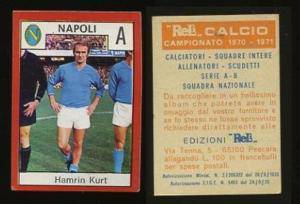 NAPOLI
A
Hamrin Kurt
"ReL" CALCIO
CAMPIONATO 1970 - 1971
CALCIATORI - SQUADRE INTERE
ALLENATORI - SCUDETTI
SERIE A - B
SQUADRA NAZIONALE
Da raccogliere in un bellissimo
album che potrete avere in
omaggio dal vostro fornitore e
se questo fosse sprovvisto
richiedere direttamente alle
EDIZIONI "ReL"
Via Tenna, 5 - 65100 Pescara
allegando L. 100 in francobolli
per spese postali.